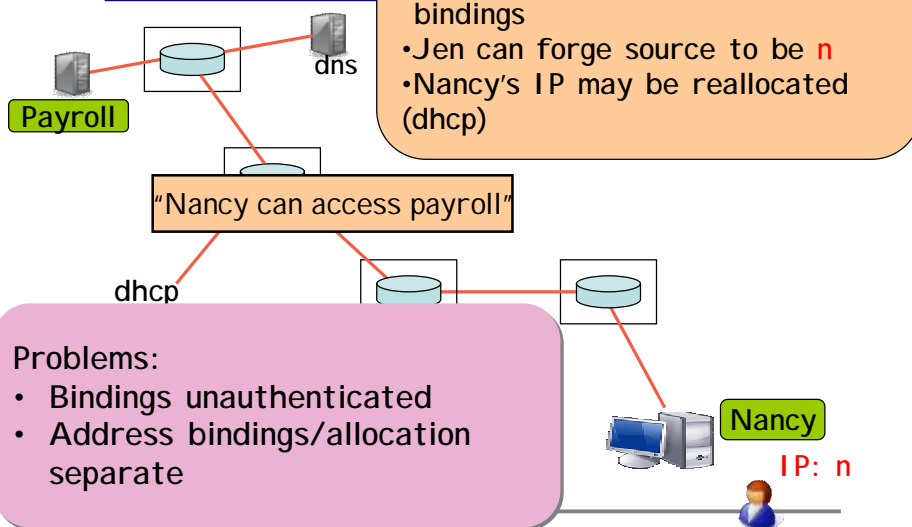 bindings
•Jen can forge source to be n
•Nancy's IP may be reallocated
(dhcp)
dns
Payroll
"Nancy can access payroll"
dhcp
Problems:
• Bindings unauthenticated
• Address bindings/allocation
separate
Nancy
IP: n